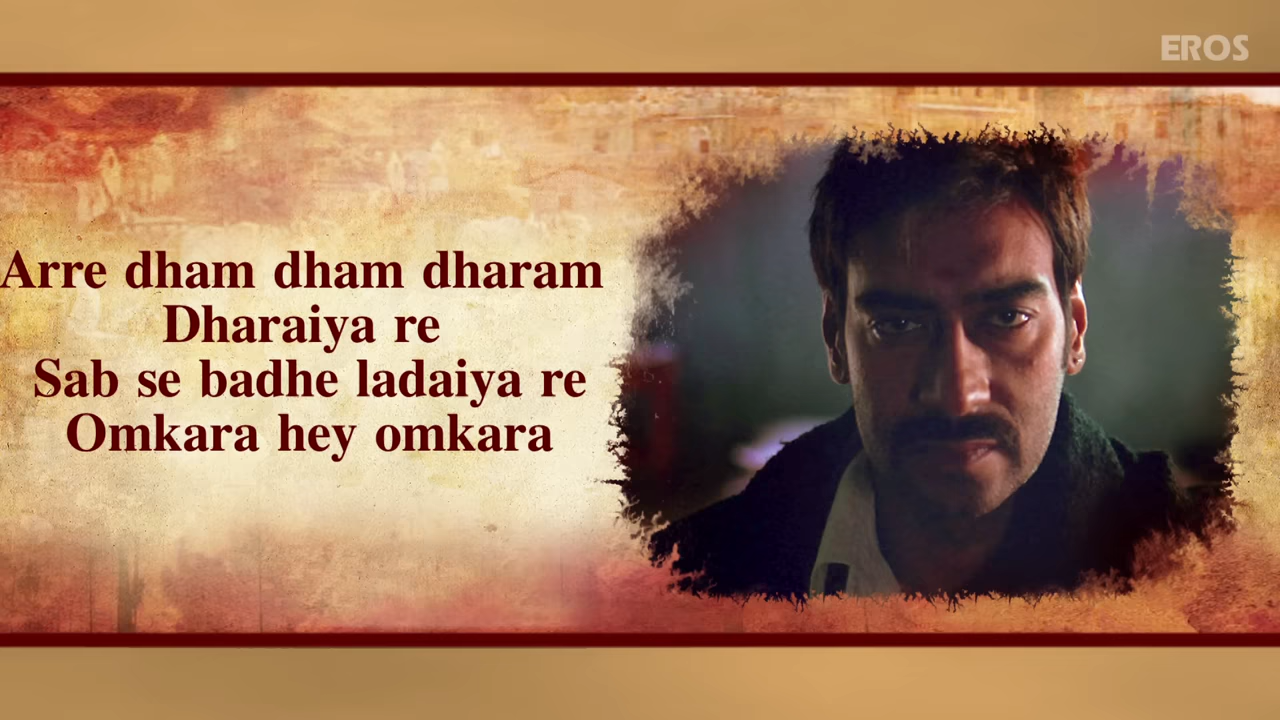 EROS
Arre dham dham dharam
Dharaiya re
Sab se badhe ladaiya re
Omkara hey omkara